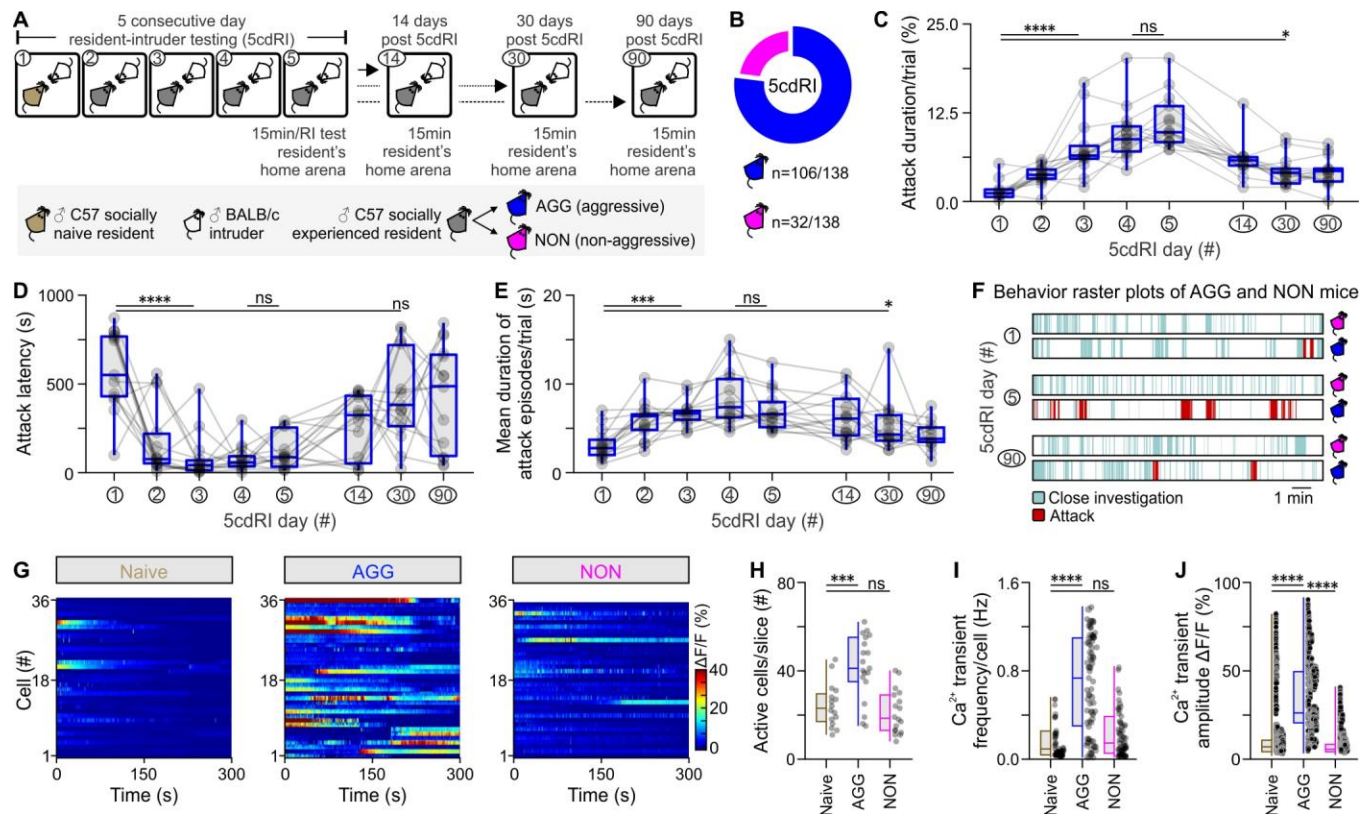 A
5 consecutive day
resident-intruder testing (5cdRI)
14 days
post 5cdRI
30 days
post 5cdRI
90 days
post 5cdRI
1
2
3
4
5
14
30
90
15min/RI test
resident's
home arena
15min
resident's
home arena
15min
resident's
home arena
15min
resident's
home arena
♂ C57 socially
naive resident
♂ BALB/c
intruder
♂ C57 socially
experienced resident
AGG (aggressive)
NON (non-aggressive)
B
5cdRI
n=106/138
n=32/138
C
Attack duration/trial (%)
25.0
12.5
0.0
****
ns
*
1 2 3 4 5 14 30 90
5cdRI day (#)
D
Attack latency (s)
1000
500
0
****
ns
ns
1 2 3 4 5 14 30 90
5cdRI day (#)
E
Mean duration of
attack episodes/trial (s)
20
10
0
***
ns
*
1 2 3 4 5 14 30 90
5cdRI day (#)
F Behavior raster plots of AGG and NON mice
5cdRI day (#)
1
5
90
Close investigation
Attack
1 min
G
Naive
AGG
NON
Cell (#)
36
18
1
0 150 300
Time (s)
0 150 300
Time (s)
0 150 300
Time (s)
ΔF/F (%)
40
20
0
H
Active cells/slice (#)
80
60
40
20
0
*** ns
Naive
AGG
NON
I
Ca²⁺ transient
frequency/cell (Hz)
1.6
1.2
0.8
0.4
0.0
**** ns
Naive
AGG
NON
J
Ca²⁺ transient
amplitude ΔF/F (%)
100
50
0
****
****
Naive
AGG
NON